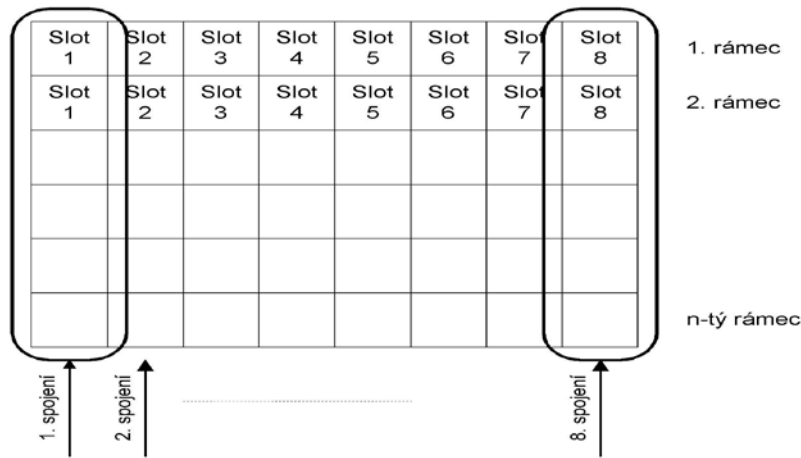 Slot 1 Slot 2 Slot 3 Slot 4 Slot 5 Slot 6 Slot 7 Slot 8 1. rámec
Slot 1 Slot 2 Slot 3 Slot 4 Slot 5 Slot 6 Slot 7 Slot 8 2. rámec
n-tý rámec
1. spojení
2. spojení
8. spojení